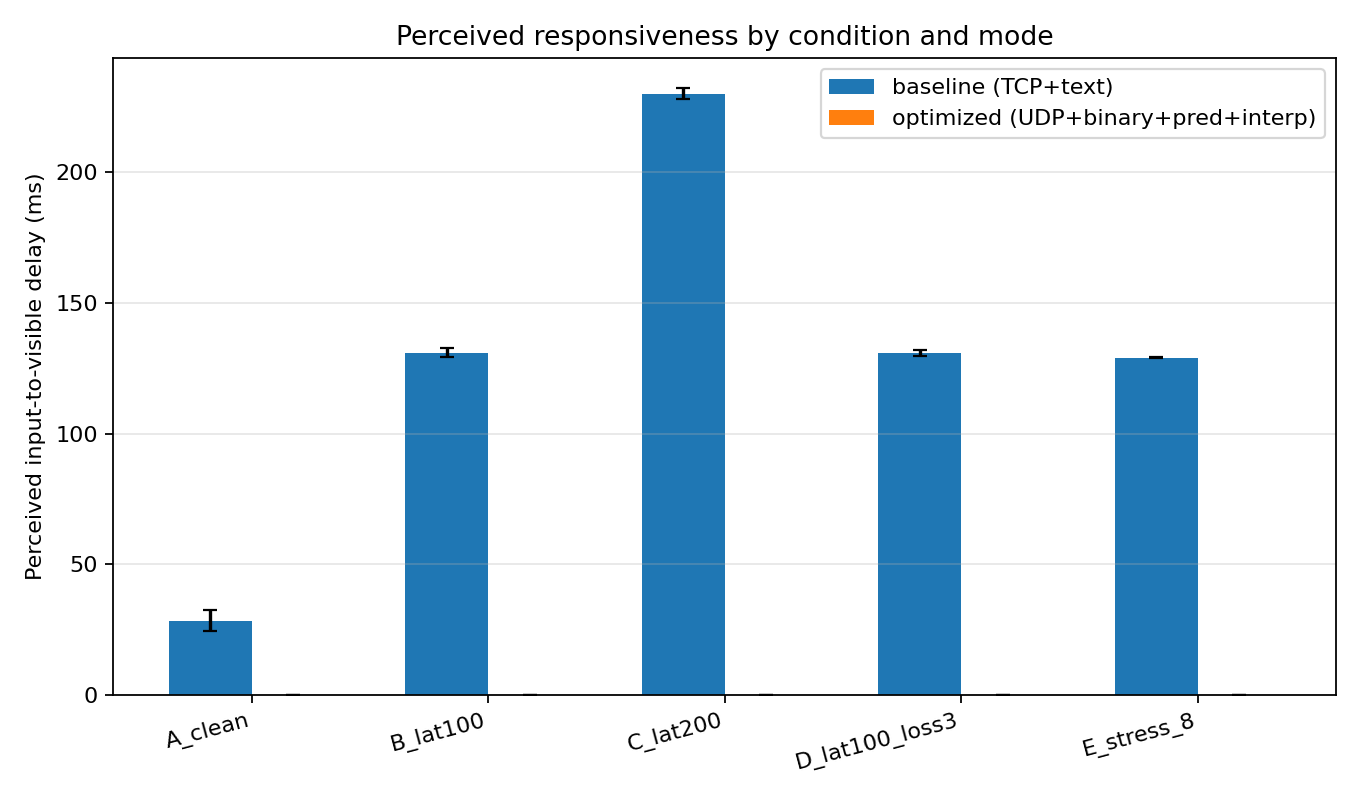 Perceived responsiveness by condition and mode
baseline (TCP+text)
optimized (UDP+binary+pred+interp)
Perceived input-to-visible delay (ms)
200
150
100
50
0
A_clean
B_lat100
C_lat200
D_lat100_loss3
E_stress_8